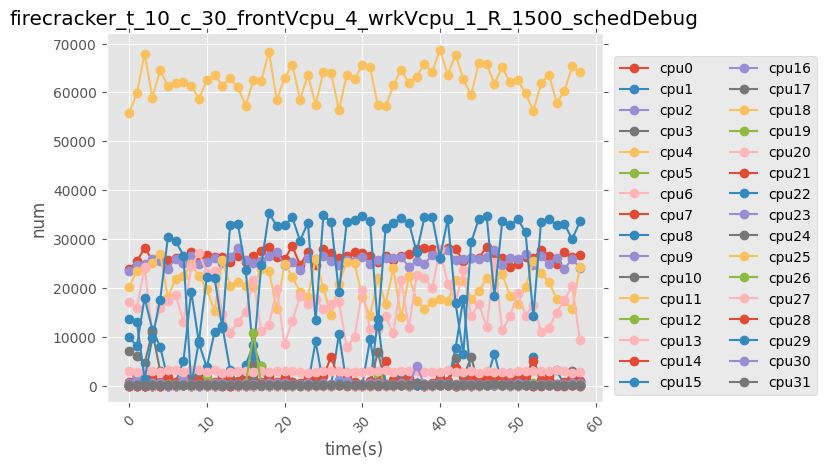 firecracker_t_10_c_30_frontVcpu_4_wrkVcpu_1_R_1500_schedDebug
70000
60000
50000
40000
30000
20000
10000
0
num
0
10
20
30
40
50
60
time(s)
cpu0
cpu1
cpu2
cpu3
cpu4
cpu5
cpu6
cpu7
cpu8
cpu9
cpu10
cpu11
cpu12
cpu13
cpu14
cpu15
cpu16
cpu17
cpu18
cpu19
cpu20
cpu21
cpu22
cpu23
cpu24
cpu25
cpu26
cpu27
cpu28
cpu29
cpu30
cpu31